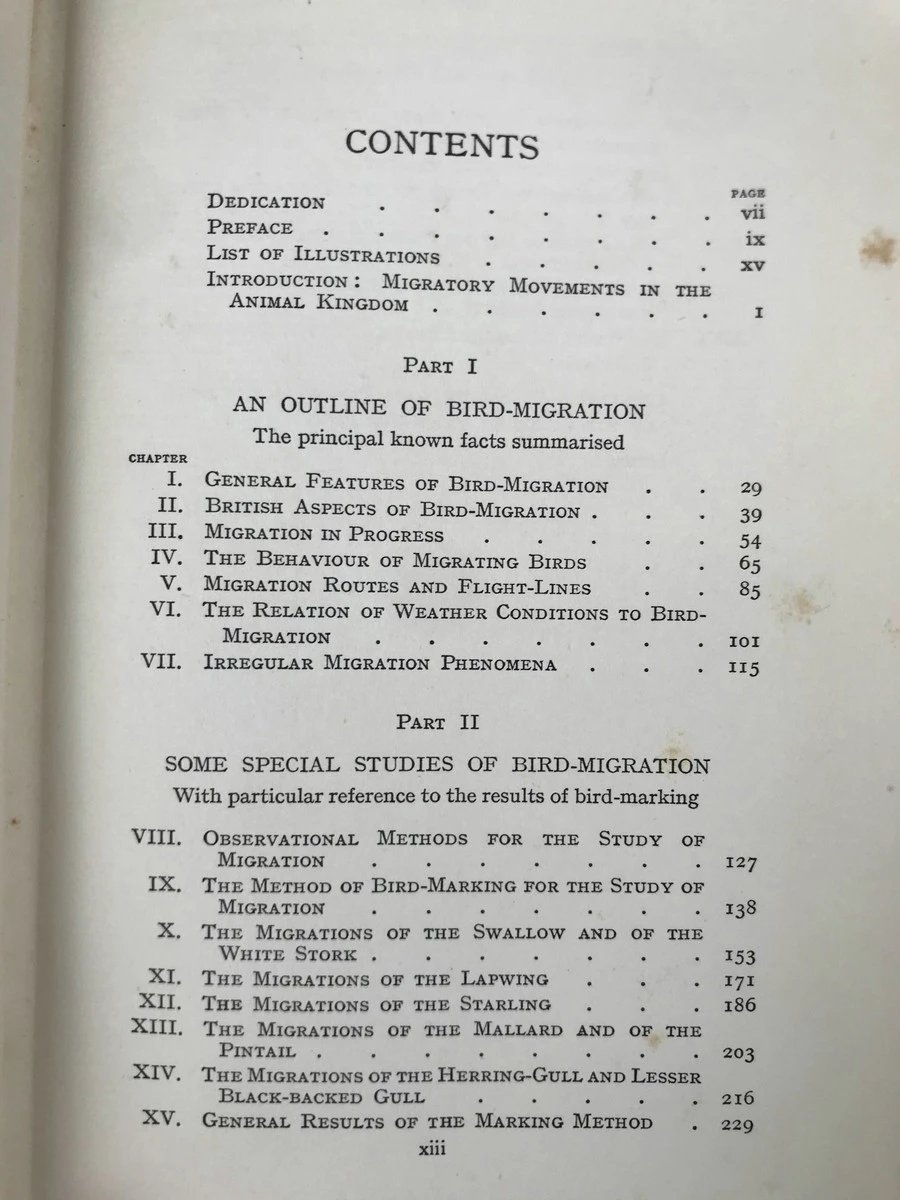 CONTENTS
PAGE
DEDICATION . . . . . . . vii
PREFACE . . . . . . . . ix
LIST OF ILLUSTRATIONS . . . . . xv
INTRODUCTION: MIGRATORY MOVEMENTS IN THE
ANIMAL KINGDOM . . . . . . 1
PART I
AN OUTLINE OF BIRD-MIGRATION
The principal known facts summarised
CHAPTER
I. GENERAL FEATURES OF BIRD-MIGRATION . . 29
II. BRITISH ASPECTS OF BIRD-MIGRATION . . . 39
III. MIGRATION IN PROGRESS . . . . . 54
IV. THE BEHAVIOUR OF MIGRATING BIRDS . . 65
V. MIGRATION ROUTES AND FLIGHT-LINES . . 85
VI. THE RELATION OF WEATHER CONDITIONS TO BIRD-
MIGRATION . . . . . . . 101
VII. IRREGULAR MIGRATION PHENOMENA . . . 115
PART II
SOME SPECIAL STUDIES OF BIRD-MIGRATION
With particular reference to the results of bird-marking
VIII. OBSERVATIONAL METHODS FOR THE STUDY OF
MIGRATION . . . . . . . 127
IX. THE METHOD OF BIRD-MARKING FOR THE STUDY OF
MIGRATION . . . . . . . 138
X. THE MIGRATIONS OF THE SWALLOW AND OF THE
WHITE STORK . . . . . . . 153
XI. THE MIGRATIONS OF THE LAPWING . . . 171
XII. THE MIGRATIONS OF THE STARLING . . . 186
XIII. THE MIGRATIONS OF THE MALLARD AND OF THE
PINTAIL . . . . . . . . 203
XIV. THE MIGRATIONS OF THE HERRING-GULL AND LESSER
BLACK-BACKED GULL . . . . . 216
XV. GENERAL RESULTS OF THE MARKING METHOD . 229
xiii